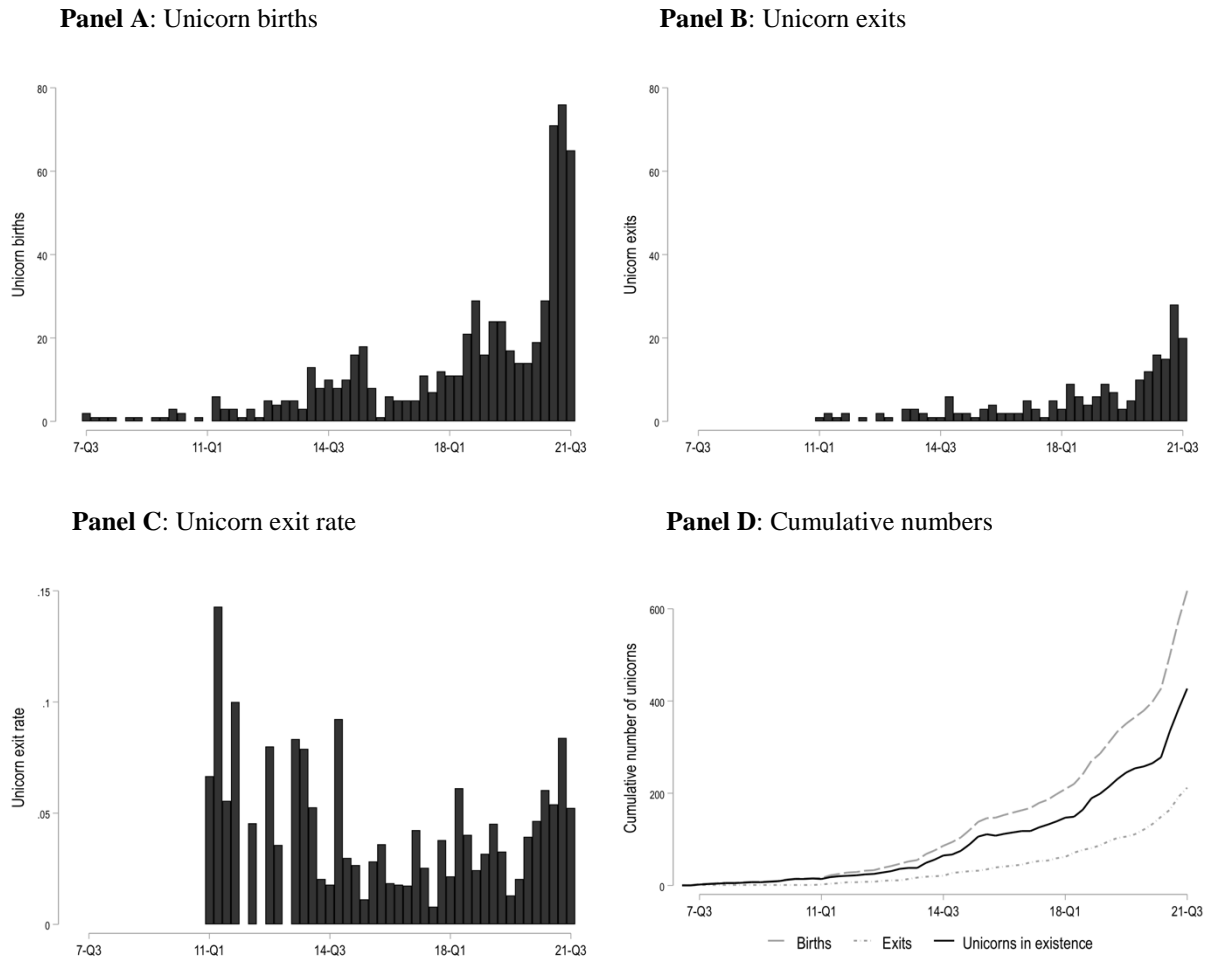 Panel A: Unicorn births
Panel B: Unicorn exits
80
60
40
20
0
Unicorn births
7-Q3 11-Q1 14-Q3 18-Q1 21-Q3
80
60
40
20
0
Unicorn exits
7-Q3 11-Q1 14-Q3 18-Q1 21-Q3
Panel C: Unicorn exit rate
Panel D: Cumulative numbers
.15
.1
.05
0
Unicorn exit rate
7-Q3 11-Q1 14-Q3 18-Q1 21-Q3
600
400
200
0
Cumulative number of unicorns
7-Q3 11-Q1 14-Q3 18-Q1 21-Q3
Births Exits Unicorns in existence